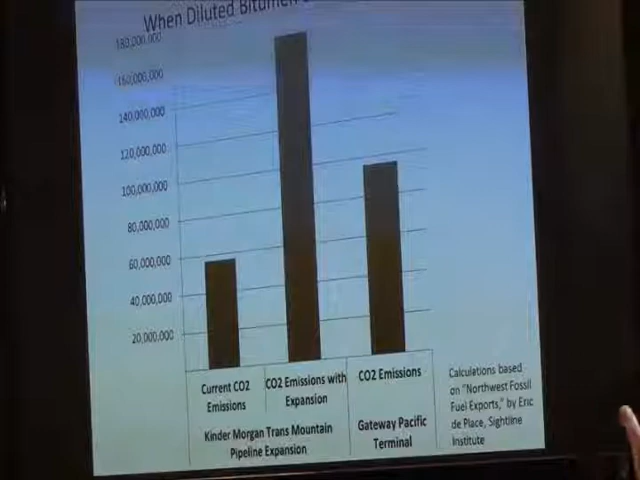 When Diluted Bitumen
180,000,000
160,000,000
140,000,000
120,000,000
100,000,000
80,000,000
60,000,000
40,000,000
20,000,000
Current CO2
Emissions
CO2 Emissions with
Expansion
CO2 Emissions
Kinder Morgan Trans Mountain
Pipeline Expansion
Gateway Pacific
Terminal
Calculations based
on "Northwest Fossil
Fuel Exports," by Eric
de Place, Sightline
Institute